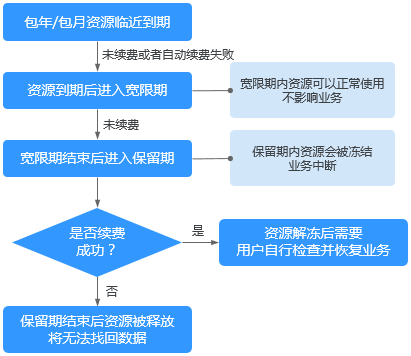 包年/包月资源临近到期
未续费或者自动续费失败
资源到期后进入宽限期
宽限期内资源可以正常使用
不影响业务
未续费
宽限期结束后进入保留期
保留期内资源会被冻结
业务中断
是否续费
成功？
是
资源解冻后需要
用户自行检查并恢复业务
否
保留期结束后资源被释放
将无法找回数据